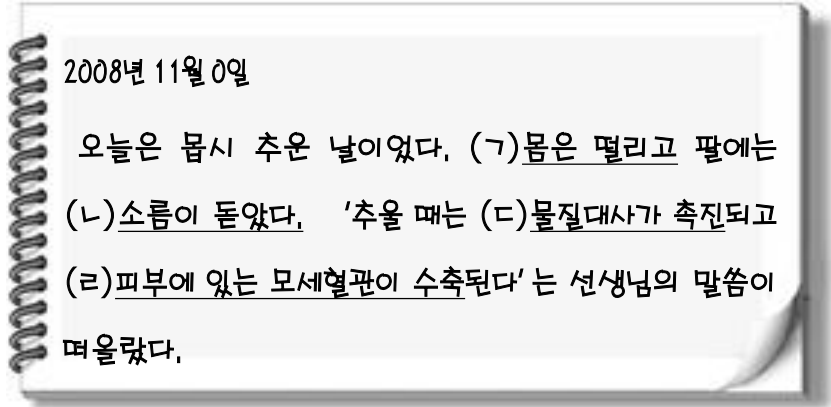 2008년 11월 0일
오늘은 몹시 추운 날이었다. (ㄱ)몸은 떨리고 팔에는
(ㄴ)소름이 돋았다. '추울 때는 (ㄷ)물질대사가 촉진되고
(ㄹ)피부에 있는 모세혈관이 수축된다'는 선생님의 말씀이
떠올랐다.